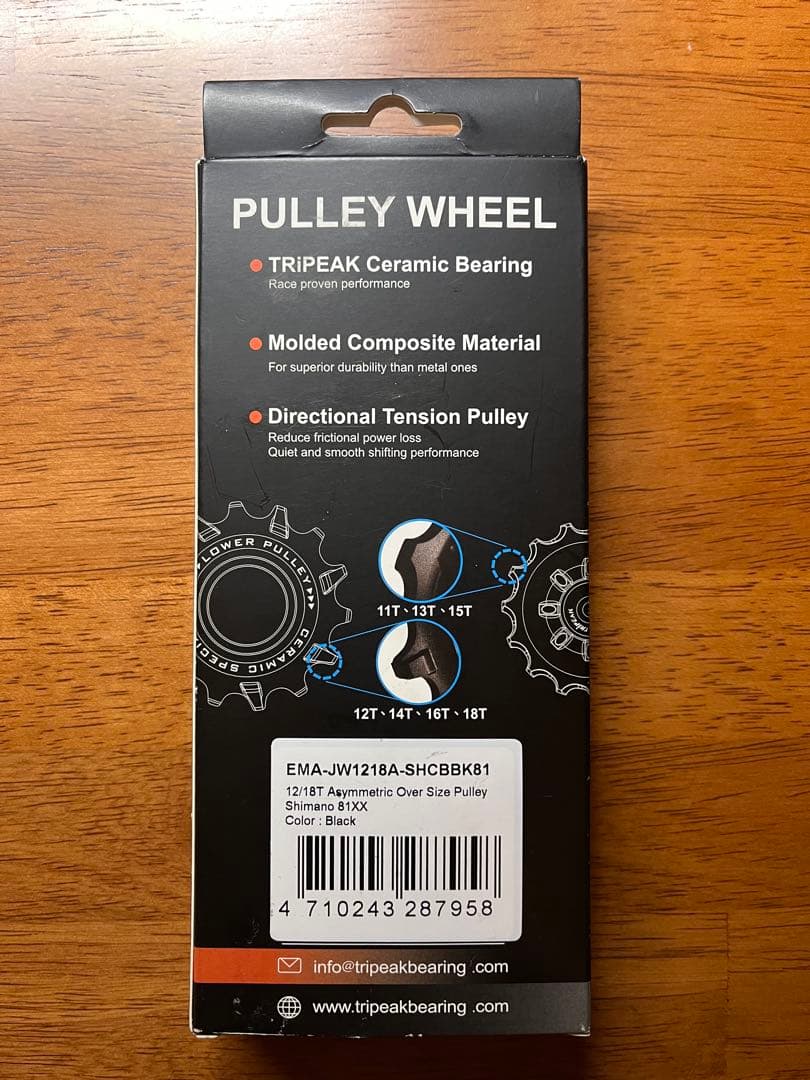 PULLEY WHEEL
TRiPEAK Ceramic Bearing
Race proven performance
Molded Composite Material
For superior durability than metal ones
Directional Tension Pulley
Reduce frictional power loss
Quiet and smooth shifting performance
LOWER PULLEY
CERAMIC SPECI
TRiPEAK
11T、13T、15T
12T、14T、16T、18T
EMA-JW1218A-SHCBBK81
12/18T Asymmetric Over Size Pulley
Shimano 81XX
Color : Black
4 710243 287958
info@tripeakbearing .com
www.tripeakbearing .com